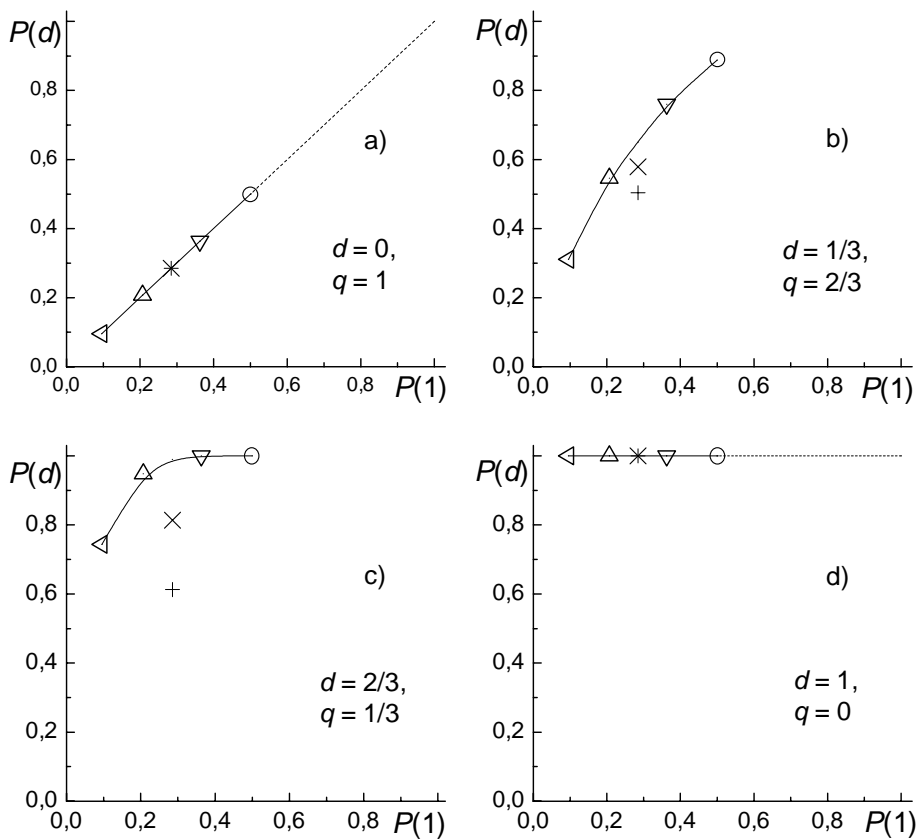 P(d)
0,8
0,6
0,4
0,2
0,0
0,0 0,2 0,4 0,6 0,8
P(1)
a)
d = 0,
q = 1
P(d)
0,8
0,6
0,4
0,2
0,0
0,0 0,2 0,4 0,6 0,8
P(1)
b)
d = 1/3,
q = 2/3
P(d)
0,8
0,6
0,4
0,2
0,0
0,0 0,2 0,4 0,6 0,8
P(1)
c)
d = 2/3,
q = 1/3
P(d)
0,8
0,6
0,4
0,2
0,0
0,0 0,2 0,4 0,6 0,8
P(1)
d)
d = 1,
q = 0